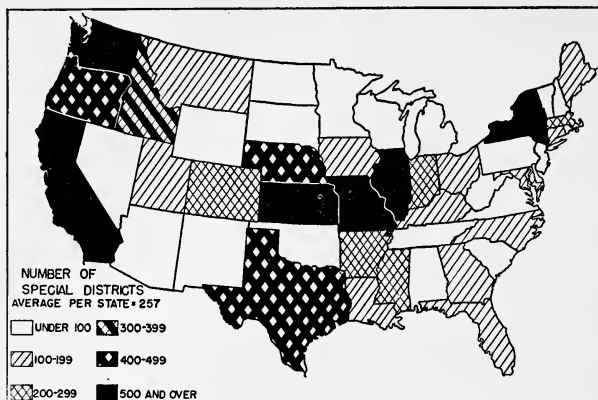 NUMBER OF
SPECIAL DISTRICTS
AVERAGE PER STATE = 257
UNDER 100
300-399
100-199
400-499
200-299
500 AND OVER